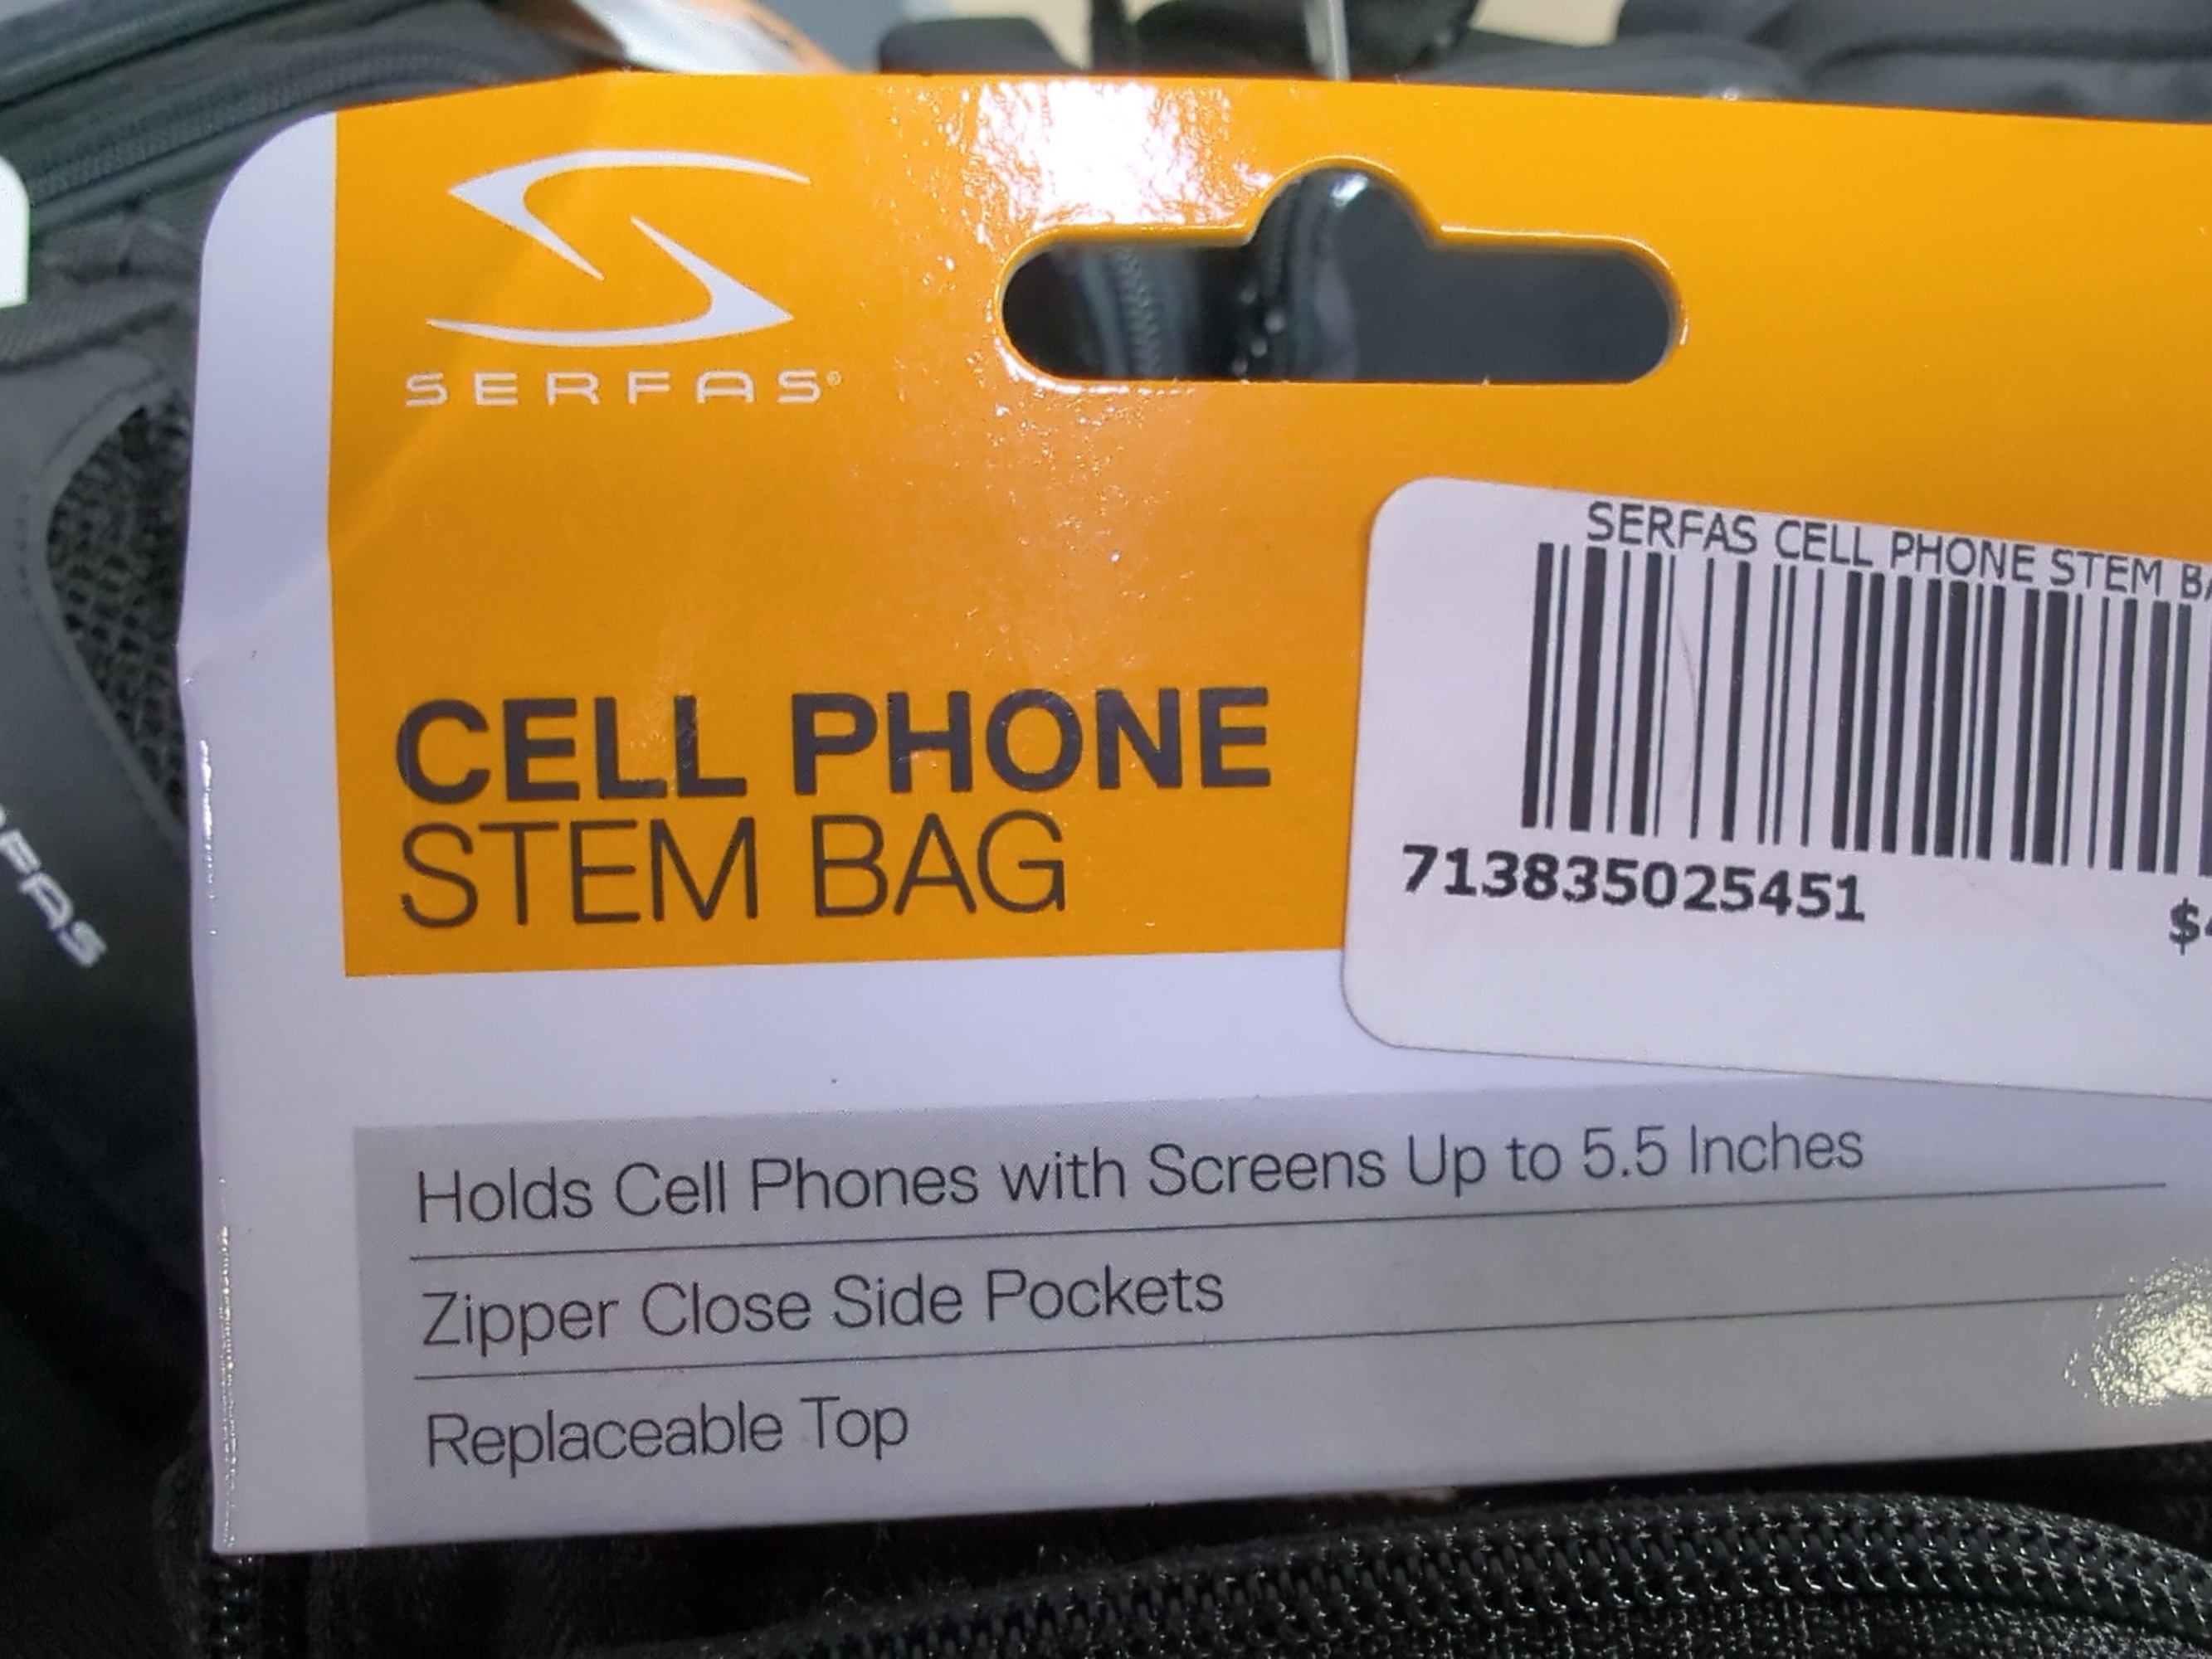 SERFAS®
SERFAS CELL PHONE STEM
713835025451
CELL PHONE
STEM BAG
Holds Cell Phones with Screens Up to 5.5 Inches
Zipper Close Side Pockets
Replaceable Top